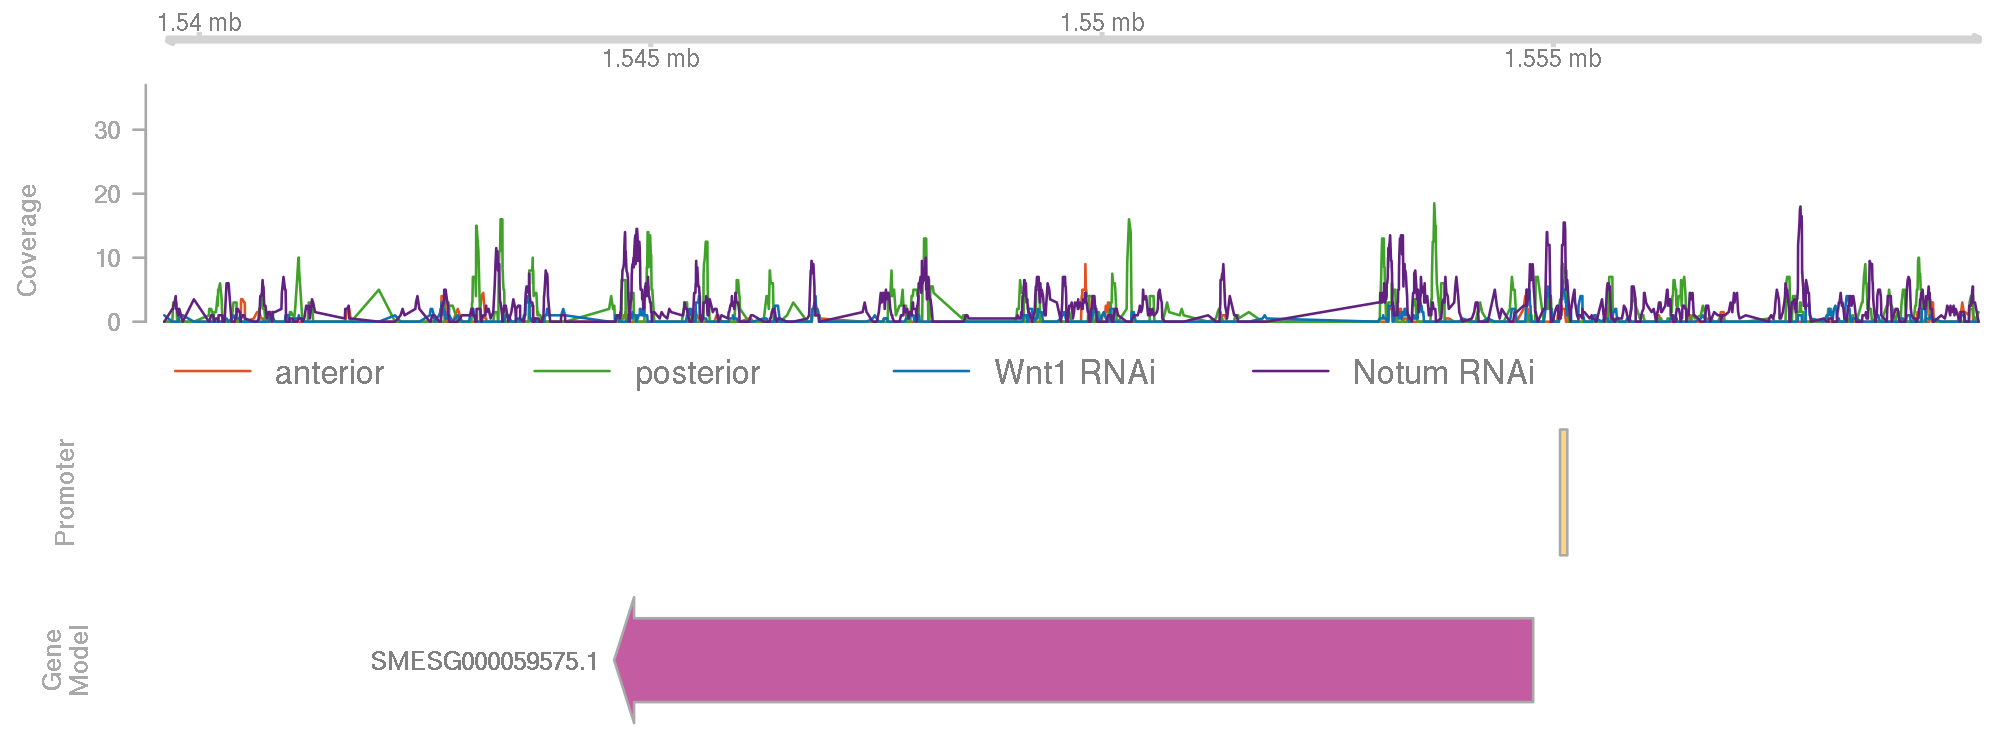 1.54 mb
1.55 mb
1.545 mb
1.555 mb
Coverage
30
20
10
0
anterior
posterior
Wnt1 RNAi
Notum RNAi
Promoter
Gene
Model
SMESG000059575.1